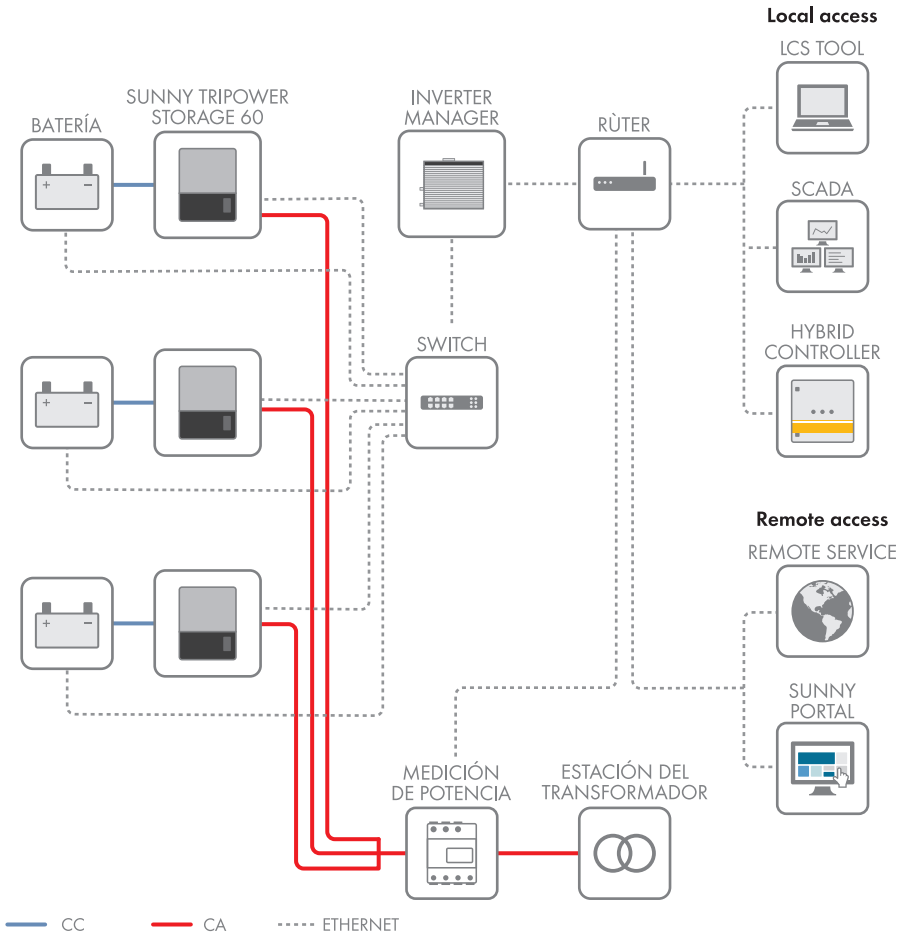 Local access
LCS TOOL
SUNNY TRIPOWER
STORAGE 60
INVERTER
MANAGER
BATERÍA
RÙTER
SCADA
HYBRID
CONTROLLER
SWITCH
Remote access
REMOTE SERVICE
SUNNY
PORTAL
MEDICIÓN
DE POTENCIA
ESTACIÓN DEL
TRANSFORMADOR
CC
CA
ETHERNET